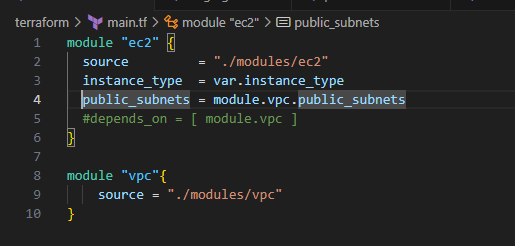 terraform > main.tf > module "ec2" > public_subnets
1 module "ec2" {
2 source = "./modules/ec2"
3 instance_type = var.instance_type
4 public_subnets = module.vpc.public_subnets
5 #depends_on = [ module.vpc ]
6 }
7
8 module "vpc"{
9 source = "./modules/vpc"
10 }